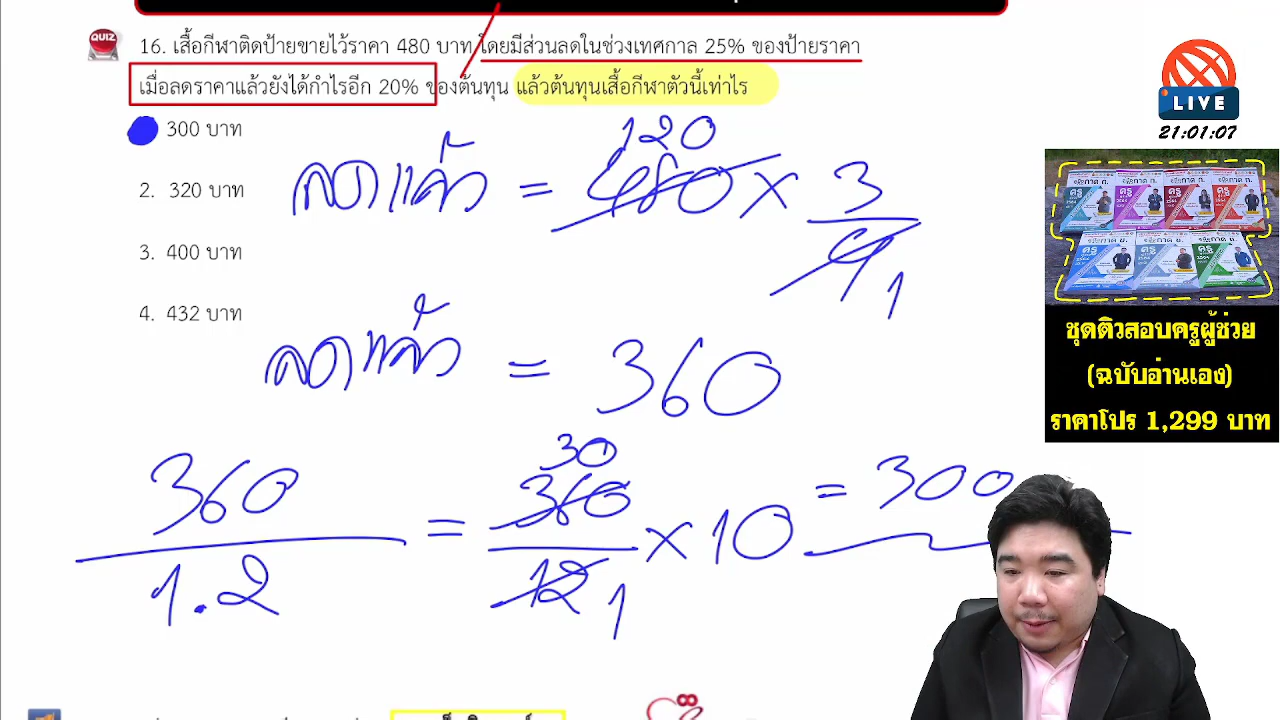 QUIZ
16. เสื้อกีฬาติดป้ายขายไว้ราคา 480 บาท โดยมีส่วนลดในช่วงเทศกาล 25% ของป้ายราคา
เมื่อลดราคาแล้วยังได้กำไรอีก 20% ของต้นทุน แล้วต้นทุนเสื้อกีฬาตัวนี้เท่าไร
300 บาท
2. 320 บาท
3. 400 บาท
4. 432 บาท
120
ลดแล้ว = 480 × 3/4 1
ลดแล้ว = 360
30
360/1.2 = 360/12 1 × 10 = 300
LIVE
21:01:07
ชุดติวสอบครูผู้ช่วย
(ฉบับอ่านเอง)
ราคาโปร 1,299 บาท